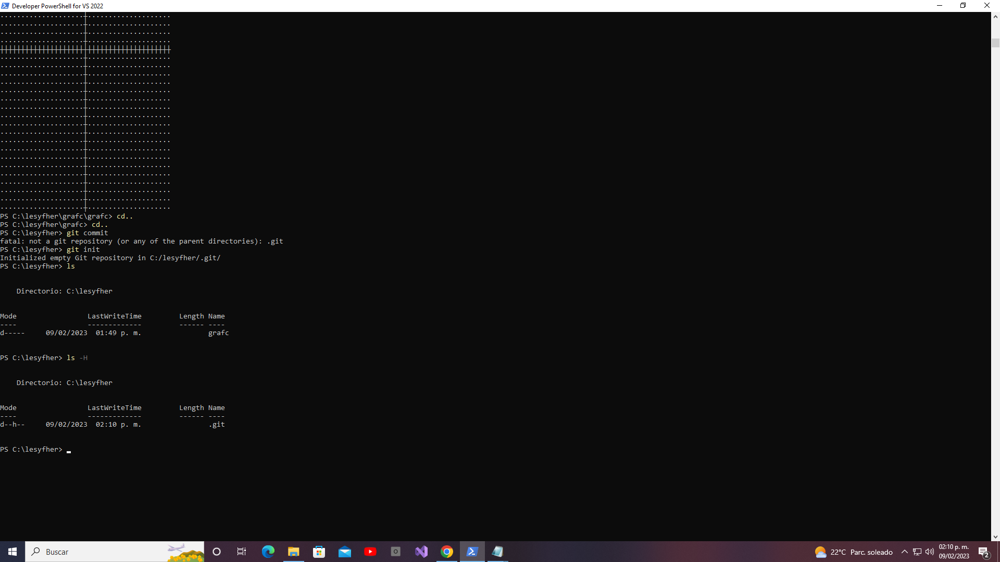 Developer PowerShell for VS 2022
PS C:\lesyfher\grafc\grafc> cd..
PS C:\lesyfher\grafc> cd..
PS C:\lesyfher> git commit
fatal: not a git repository (or any of the parent directories): .git
PS C:\lesyfher> git init
Initialized empty Git repository in C:/lesyfher/.git/
PS C:\lesyfher> ls
Directorio: C:\lesyfher
Mode LastWriteTime Length Name
---- ------------- ------ ----
d----- 09/02/2023 01:49 p. m. grafc
PS C:\lesyfher> ls -H
Directorio: C:\lesyfher
Mode LastWriteTime Length Name
---- ------------- ------ ----
d--h-- 09/02/2023 02:10 p. m. .git
PS C:\lesyfher>
Buscar
22°C Parc. soleado
02:10 p. m.
09/02/2023
2